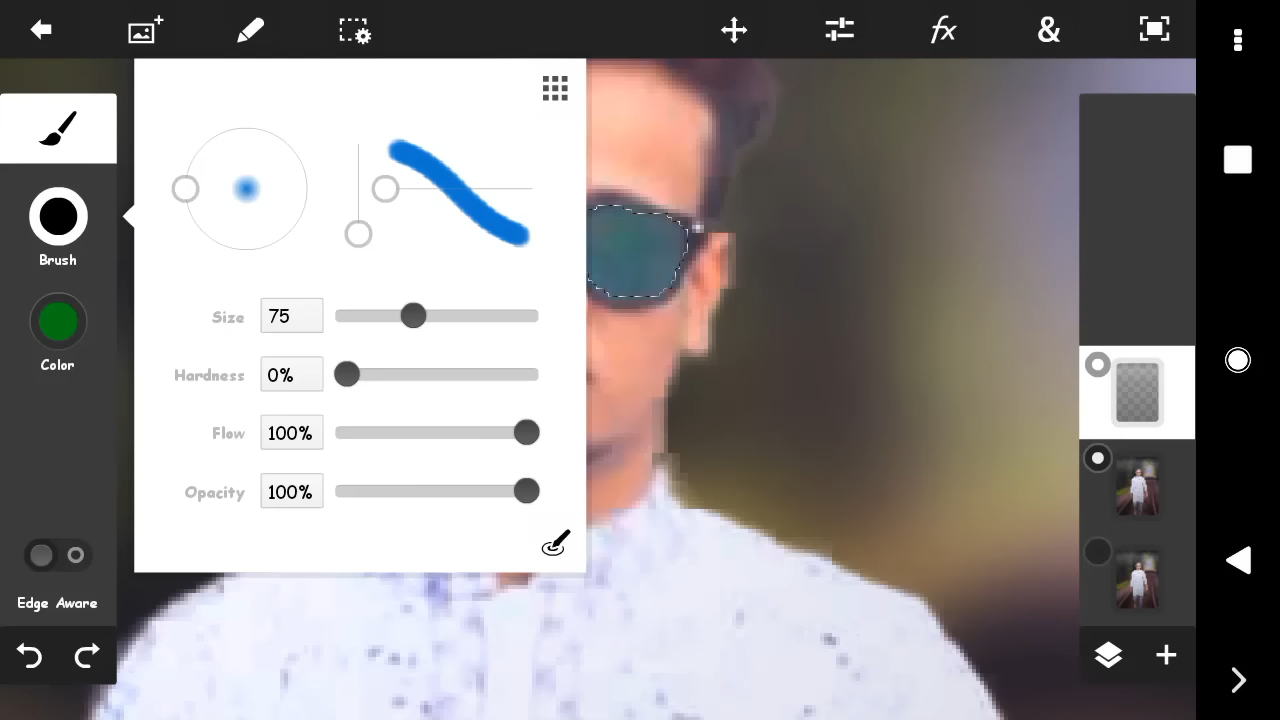 fx
&
Brush
Color
Size 75
Hardness 0%
Flow 100%
Opacity 100%
Edge Aware